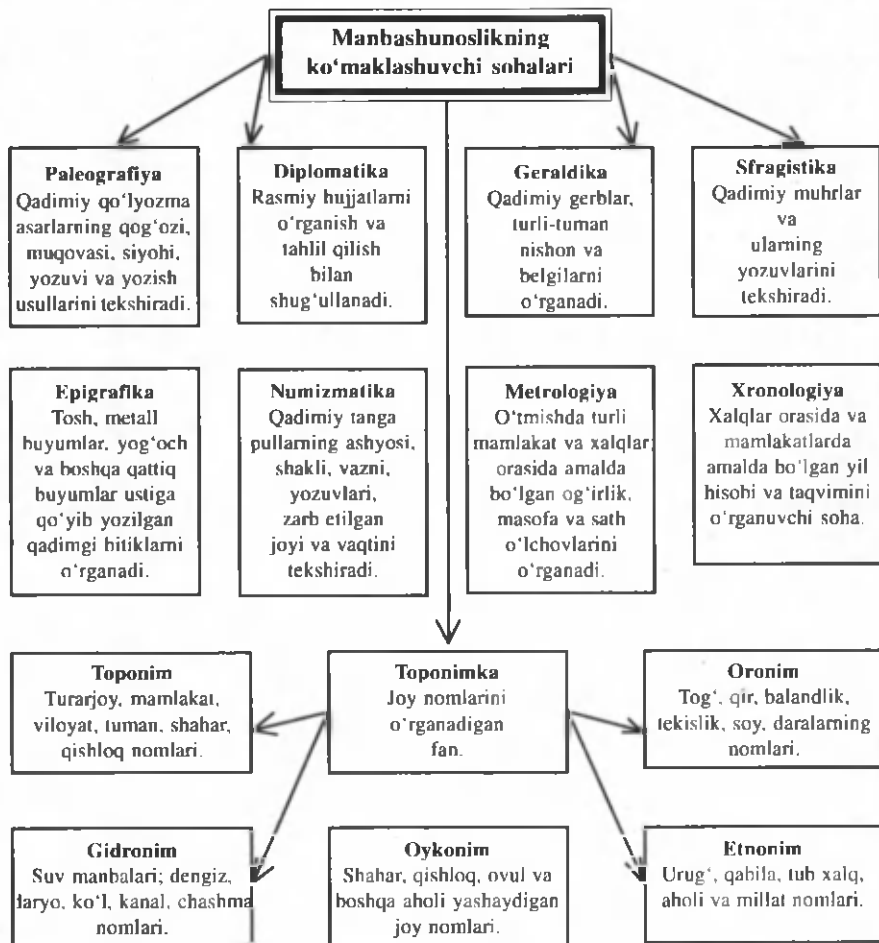 Manbashunoslikning
ko‘maklashuvchi sohalari
Paleografiya
Qadimiy qo‘lyozma
asarlarning qog‘ozi,
muqovasi, siyohi,
yozuvi va yozish
usullarini tekshiradi.
Diplomatika
Rasmiy hujjatlarni
o‘rganish va
tahlil qilish
bilan
shug‘ullanadi.
Geraldika
Qadimiy gerblar,
turli-tuman
nishon va
belgilarni
o‘rganadi.
Sfragistika
Qadimiy muhrlar
va
ularning
yozuvlarini
tekshiradi.
Epigrafika
Tosh, metall
buyumlar, yog‘och
va boshqa qattiq
buyumlar ustiga
qo‘yib yozilgan
qadimgi bitiklarni
o‘rganadi.
Numizmatika
Qadimiy tanga
pullarning ashyosi,
shakli, vazni,
yozuvlari,
zarb etilgan
joyi va vaqtini
tekshiradi.
Metrologiya
O‘tmishda turli
mamlakat va xalqlar
orasida amalda
bo‘lgan og‘irlik,
masofa va sath
o‘lchovlarini
o‘rganadi.
Xronologiya
Xalqlar orasida va
mamlakatlarda
amalda bo‘lgan yil
hisobi va taqvimini
o‘rganuvchi soha.
Toponim
Turarjoy, mamlakat,
viloyat, tuman, shahar,
qishloq nomlari.
Toponimka
Joy nomlarini
o‘rganadigan
fan.
Oronim
Tog‘, qir, balandlik,
tekislik, soy, daralarning
nomlari.
Gidronim
Suv manbalari; dengiz,
daryo, ko‘l, kanal, chashma
nomlari.
Oykonim
Shahar, qishloq, ovul va
boshqa aholi yashaydigan
joy nomlari.
Etnonim
Urug‘, qabila, tub xalq,
aholi va millat nomlari.